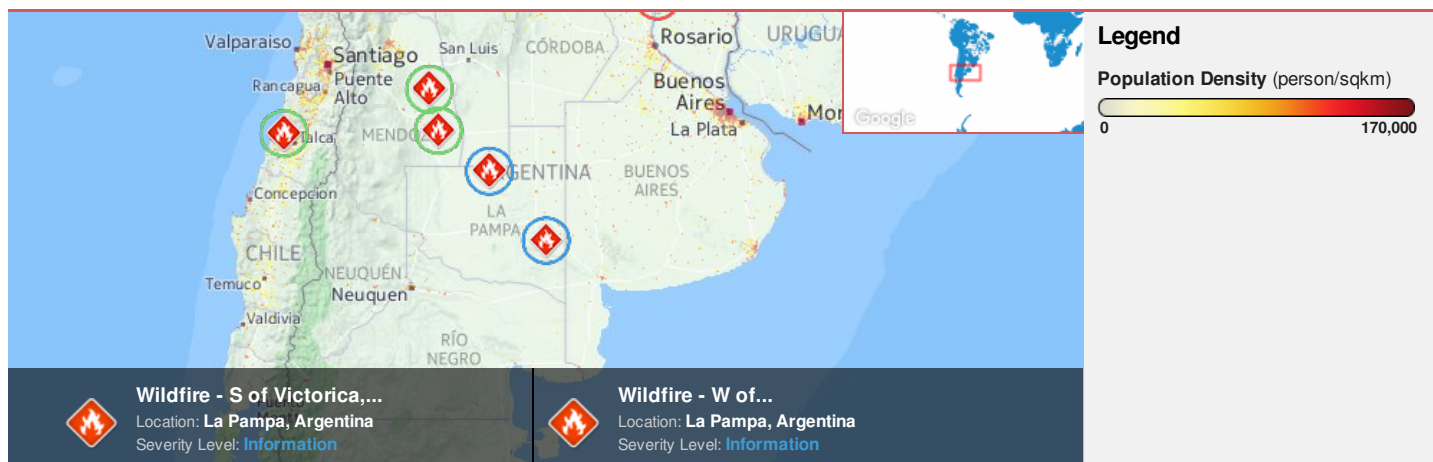 Valparaiso
Santiago
San Luis
CÓRDOBA
Rosario
URUGUA
Rancagua
Puente
Alto
Buenos
Aires
Mon
La Plata
Talca
MENDOZ
ARGENTINA
BUENOS
AIRES
Concepcion
LA
PAMPA
CHILE
NEUQUÉN
Temuco
Neuquen
Valdivia
RÍO
NEGRO
Google
Legend
Population Density (person/sqkm)
0
170,000
Wildfire - S of Victorica,...
Location: La Pampa, Argentina
Severity Level: Information
Wildfire - W of...
Location: La Pampa, Argentina
Severity Level: Information